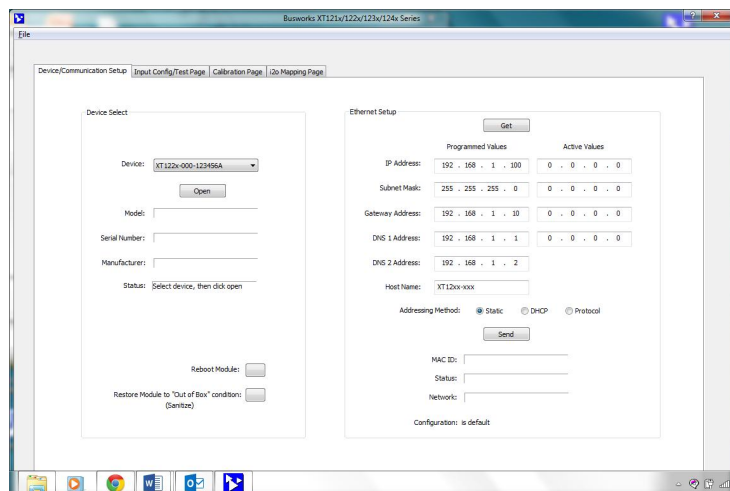 Busworks XT121x/122x/123x/124x Series
File
Device/Communication Setup
Input Config/Test Page
Calibration Page
i2o Mapping Page
Device Select
Device: XT122x-000-123456A
Open
Model:
Serial Number:
Manufacturer:
Status: Select device, then click open
Reboot Module:
Restore Module to "Out of Box" condition:
(Sanitize)
Ethernet Setup
Get
Programmed Values Active Values
IP Address: 192 . 168 . 1 . 100 0 . 0 . 0 . 0
Subnet Mask: 255 . 255 . 255 . 0 0 . 0 . 0 . 0
Gateway Address: 192 . 168 . 1 . 10 0 . 0 . 0 . 0
DNS 1 Address: 192 . 168 . 1 . 1 0 . 0 . 0 . 0
DNS 2 Address: 192 . 168 . 1 . 2
Host Name: XT12xx-xxx
Addressing Method: Static DHCP Protocol
Send
MAC ID:
Status:
Network:
Configuration: is default